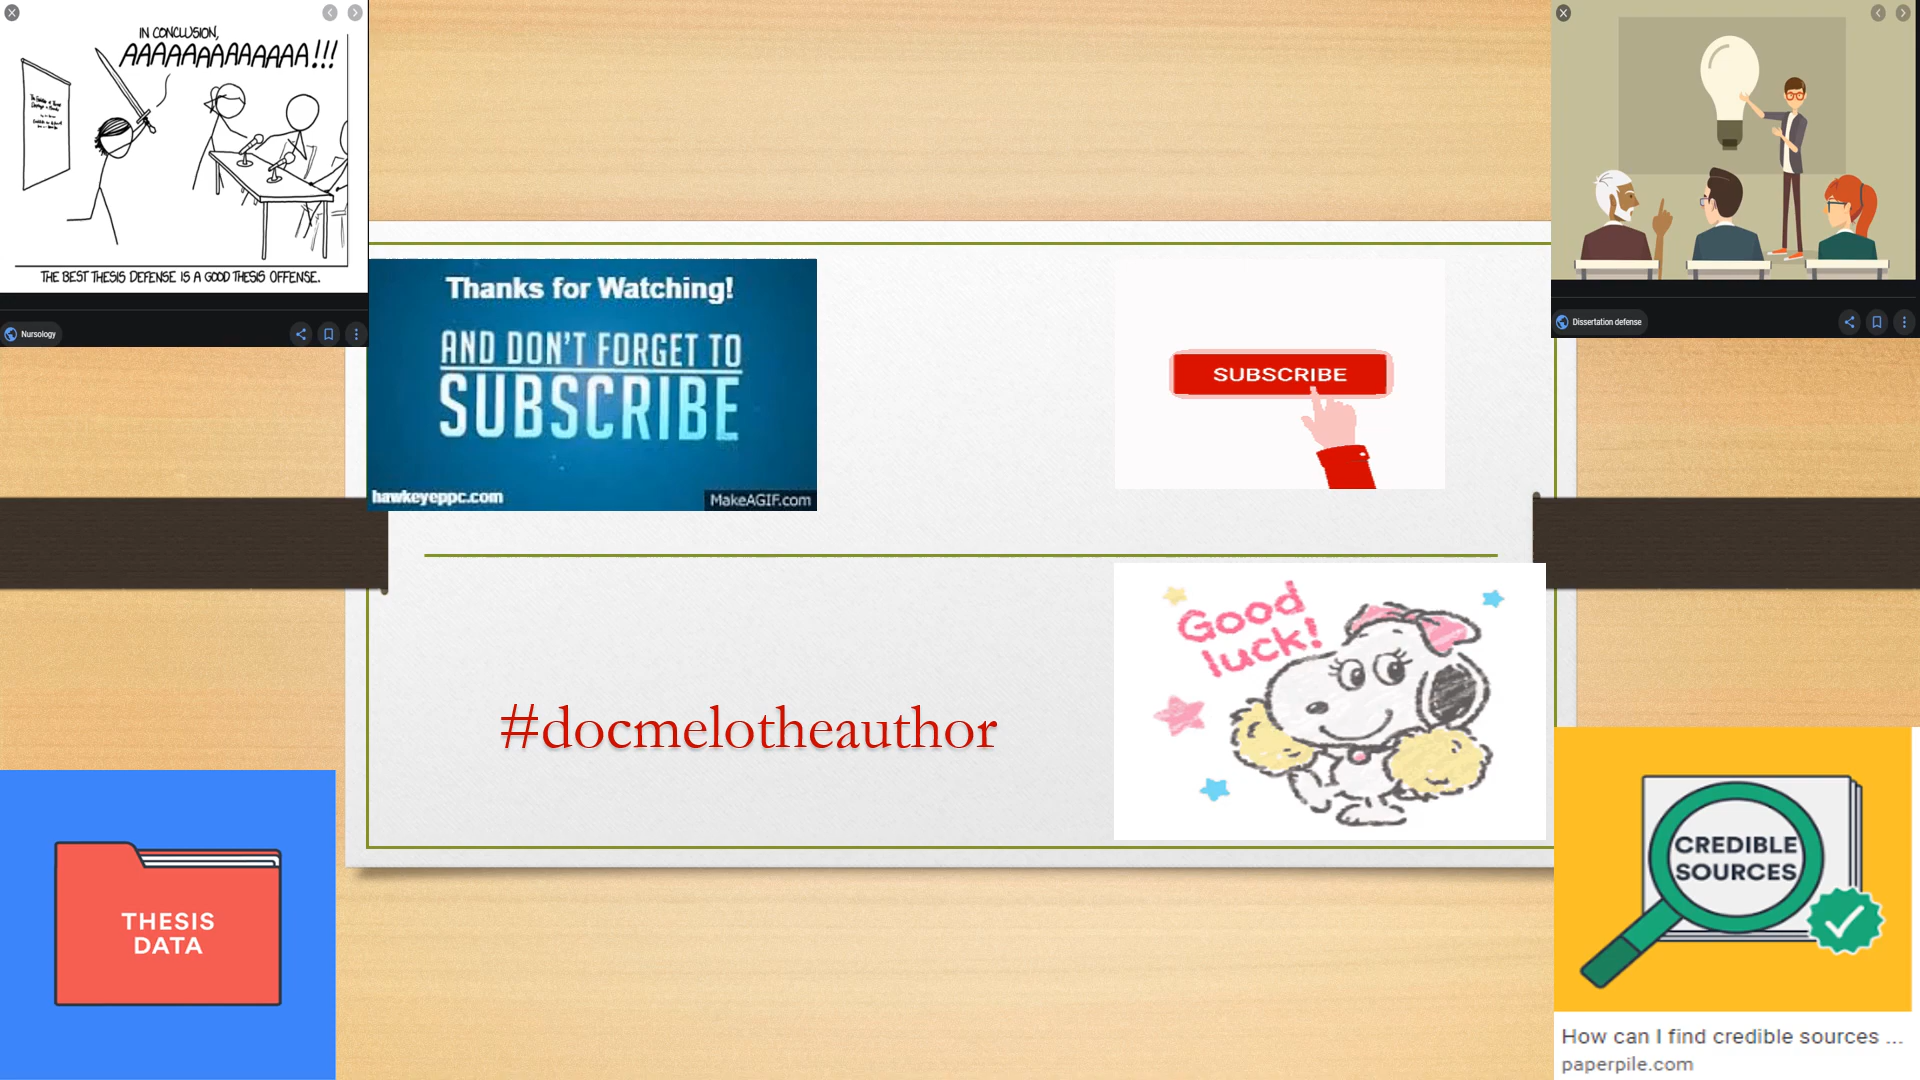 IN CONCLUSION,
AAAAAAAAAAAAA!!!
THE BEST THESIS DEFENSE IS A GOOD THESIS OFFENSE.
Nursology
Dissertation defense
Thanks for Watching!
AND DON'T FORGET TO
SUBSCRIBE
hawkeyeppc.com
MakeAGIF.com
SUBSCRIBE
Good
luck!
#docmelotheauthor
THESIS
DATA
CREDIBLE
SOURCES
How can I find credible sources ...
paperpile.com